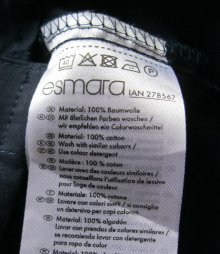 esmara IAN 278567
Material: 100% Baumwolle
Mit ähnlichen Farben waschen /
wir empfehlen ein Colorwaschmittel
Material: 100% cotton
Wash with similar colours /
Use colour detergent
Matière: 100% coton
Laver avec des couleurs similaires /
nous conseillons l'utilisation de lessive
pour linge de couleur
Materiale: 100% cotone
Lavare con colori simili / si consiglia
un detersivo per capi colorati
Material: 100% algodón
Lavar con prendas de colores similares /
se recomienda lavar con detergente
para ropa de color